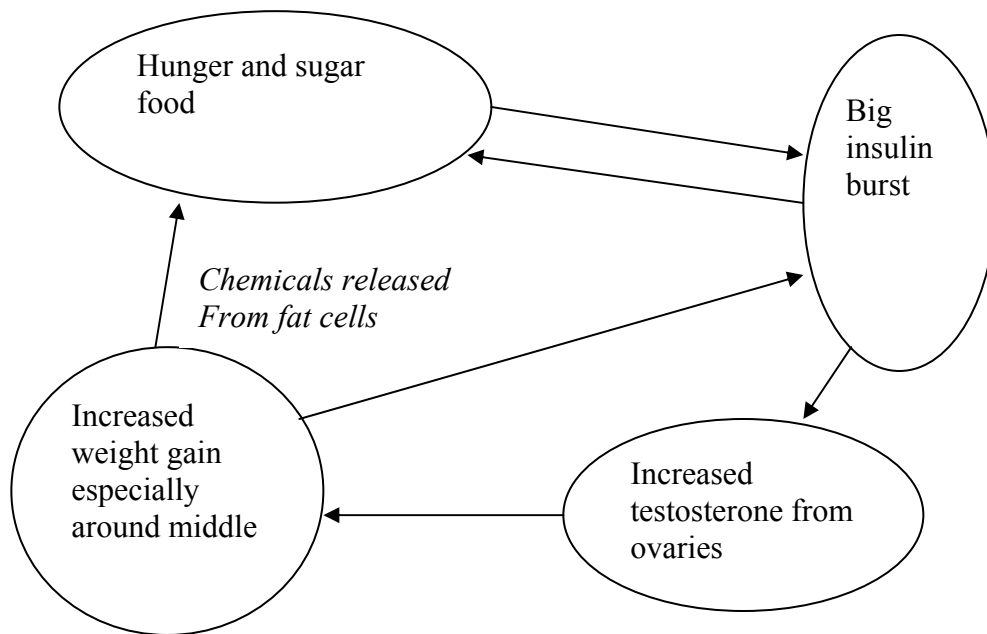 Hunger and sugar
food
Big
insulin
burst
Chemicals released
From fat cells
Increased
weight gain
especially
around middle
Increased
testosterone from
ovaries